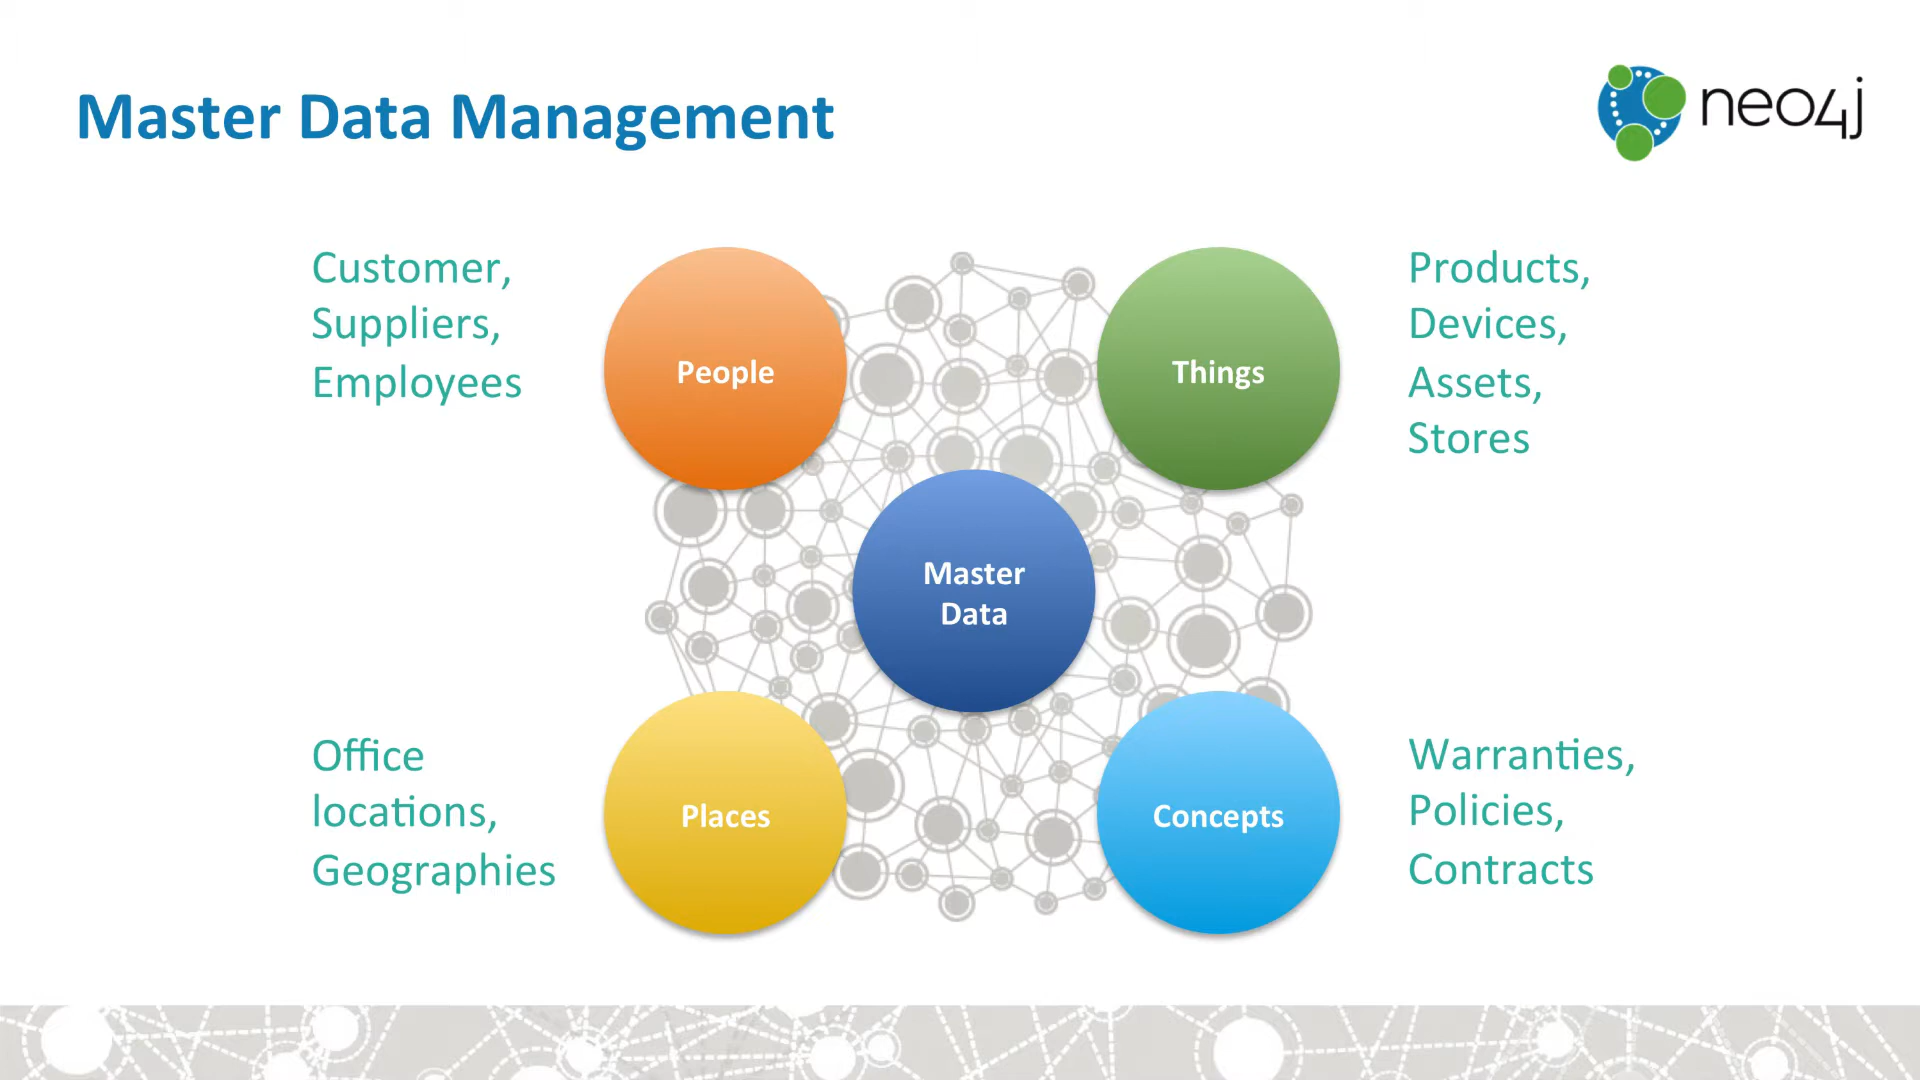 Master Data Management
neo4j
Customer,
Suppliers,
Employees
People
Things
Products,
Devices,
Assets,
Stores
Master
Data
Office
locations,
Geographies
Places
Concepts
Warranties,
Policies,
Contracts